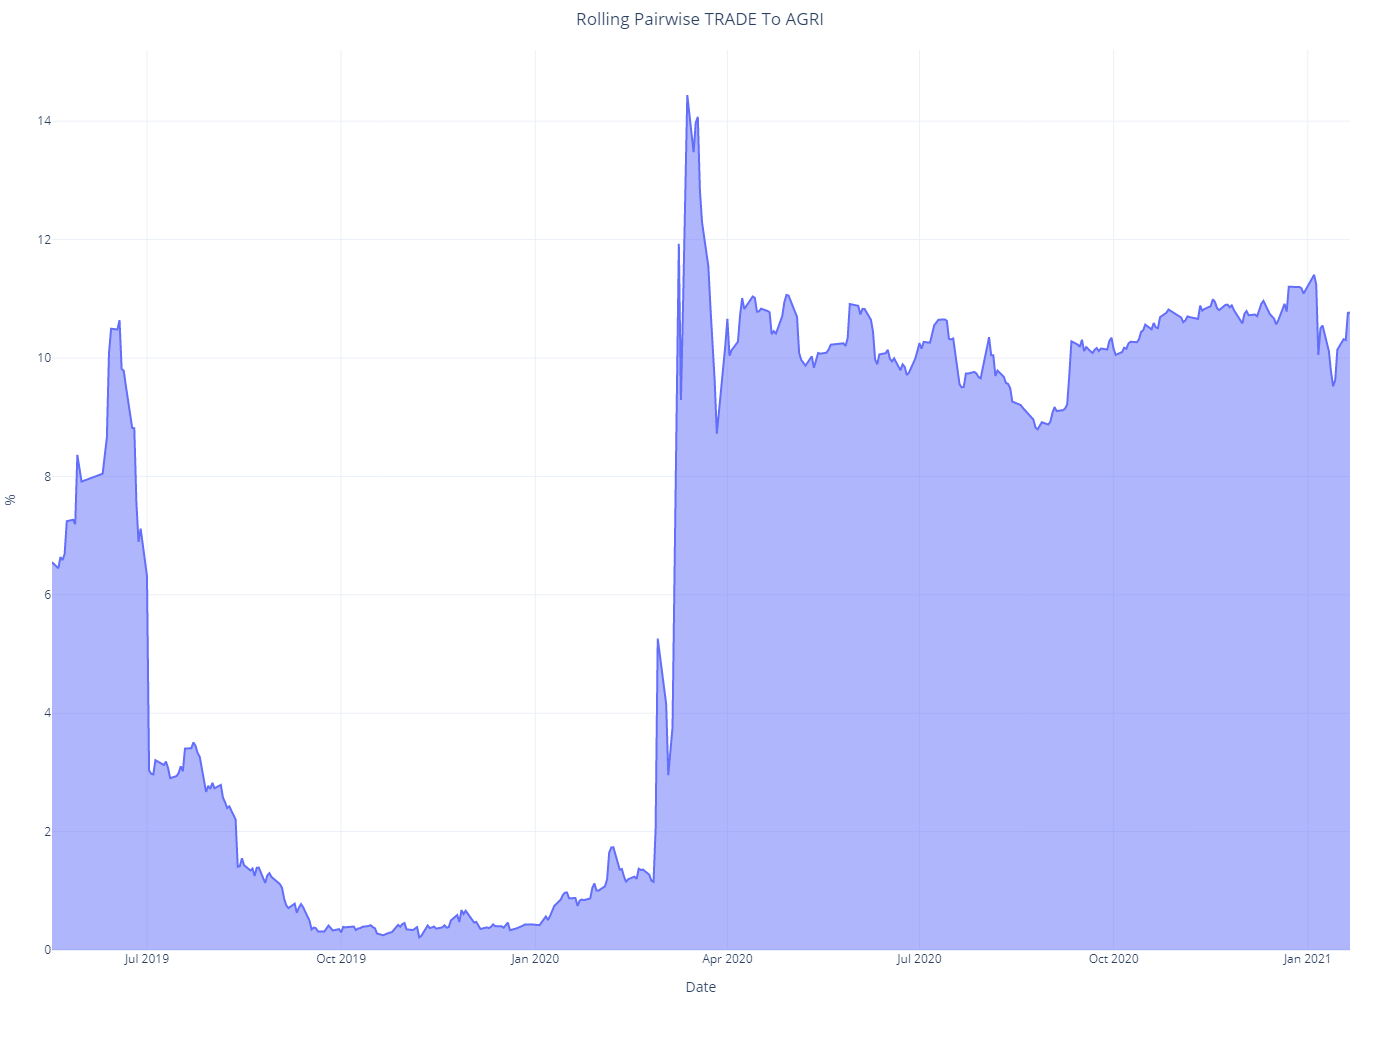 Rolling Pairwise TRADE To AGRI
14
12
10
8
6
4
2
0
%
Jul 2019
Oct 2019
Jan 2020
Apr 2020
Jul 2020
Oct 2020
Jan 2021
Date